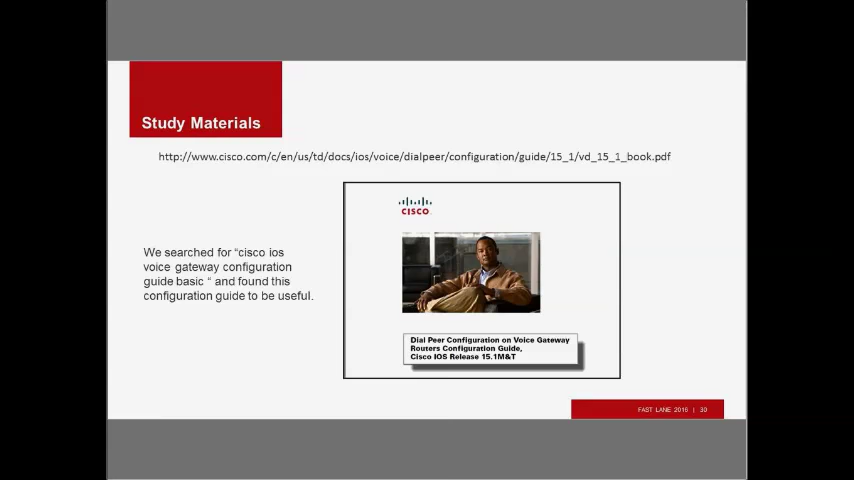 Study Materials
http://www.cisco.com/c/en/us/td/docs/ios/voice/dialpeer/configuration/guide/15_1/vd_15_1_book.pdf
CISCO
We searched for "cisco ios
voice gateway configuration
guide basic " and found this
configuration guide to be useful.
Dial Peer Configuration on Voice Gateway
Routers Configuration Guide,
Cisco IOS Release 15.1M&T
FAST LANE 2016 | 30